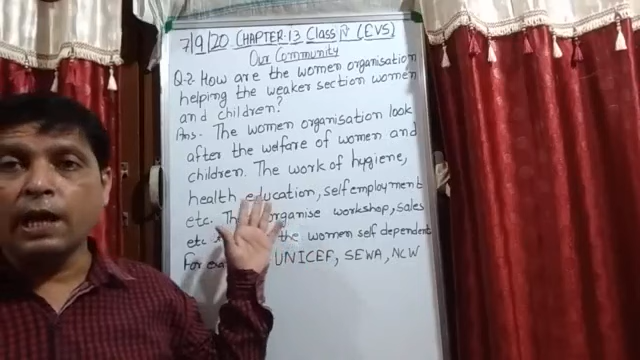 7/9/20 CHAPTER:13 Class IV (EVS)
Our Community
Q.2. How are the women organisation
helping the weaker section women
and children?
Ans- The women organisation look
after the welfare of women and
children. The work of hygiene,
health education, self employment
etc. organise workshop, sales
etc the women self dependent
For UNICEF, SEWA, NCW